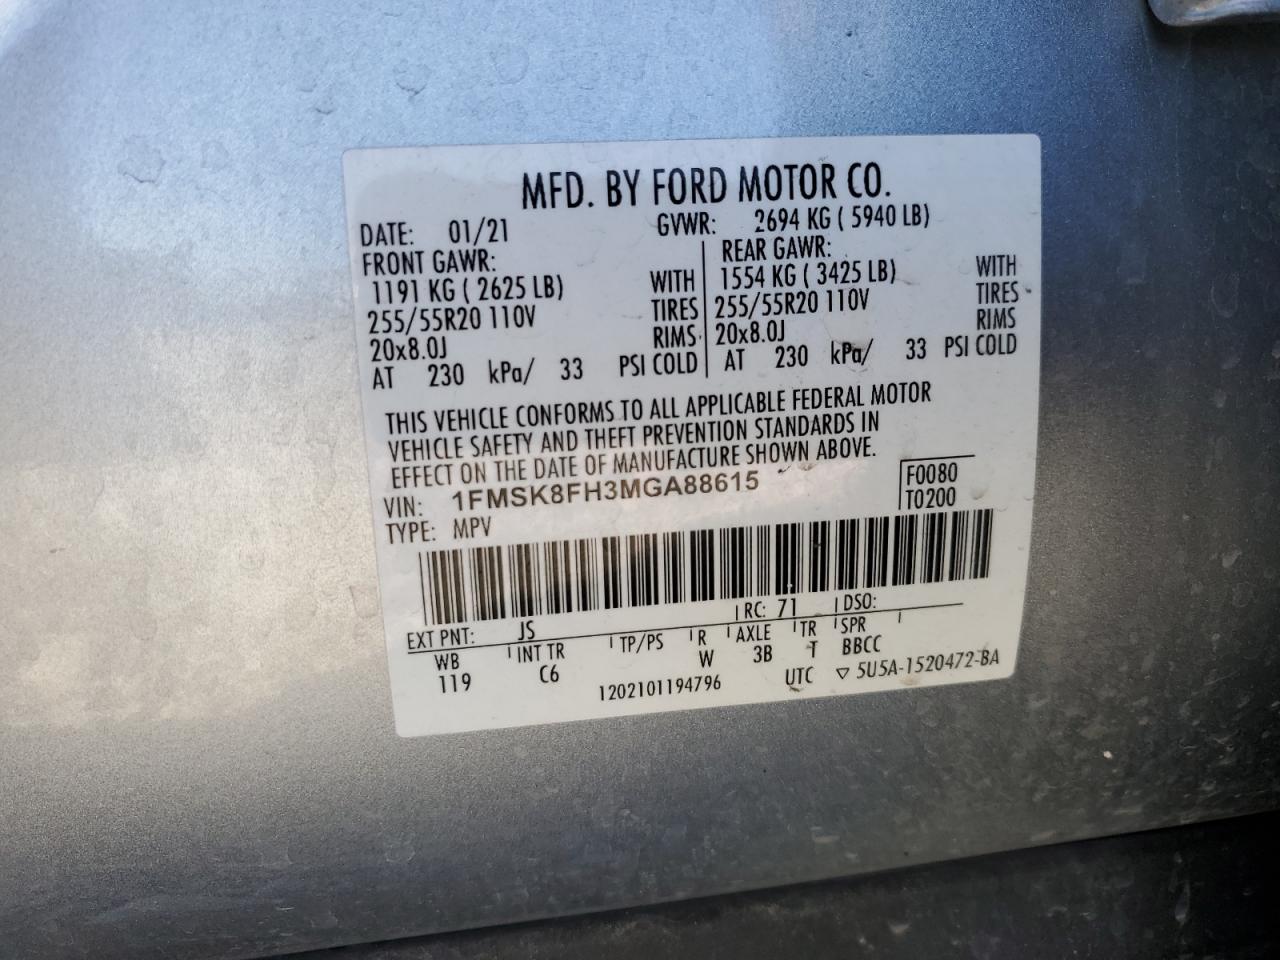 MFD. BY FORD MOTOR CO.
DATE: 01/21 GVWR: 2694 KG ( 5940 LB)
FRONT GAWR: REAR GAWR:
1191 KG ( 2625 LB) WITH 1554 KG ( 3425 LB) WITH
255/55R20 110V TIRES 255/55R20 110V TIRES
20x8.0J RIMS 20x8.0J RIMS
AT 230 kPa/ 33 PSI COLD AT 230 kPa/ 33 PSI COLD
THIS VEHICLE CONFORMS TO ALL APPLICABLE FEDERAL MOTOR
VEHICLE SAFETY AND THEFT PREVENTION STANDARDS IN
EFFECT ON THE DATE OF MANUFACTURE SHOWN ABOVE.
VIN: 1FMSK8FH3MGA88615 F0080
TYPE: MPV T0200
EXT PNT: JS RC: 71 DSO:
WB INT TR TP/PS R AXLE TR SPR
119 C6 W 3B T BBCC
1202101194796 UTC ▽ 5U5A-1520472-BA